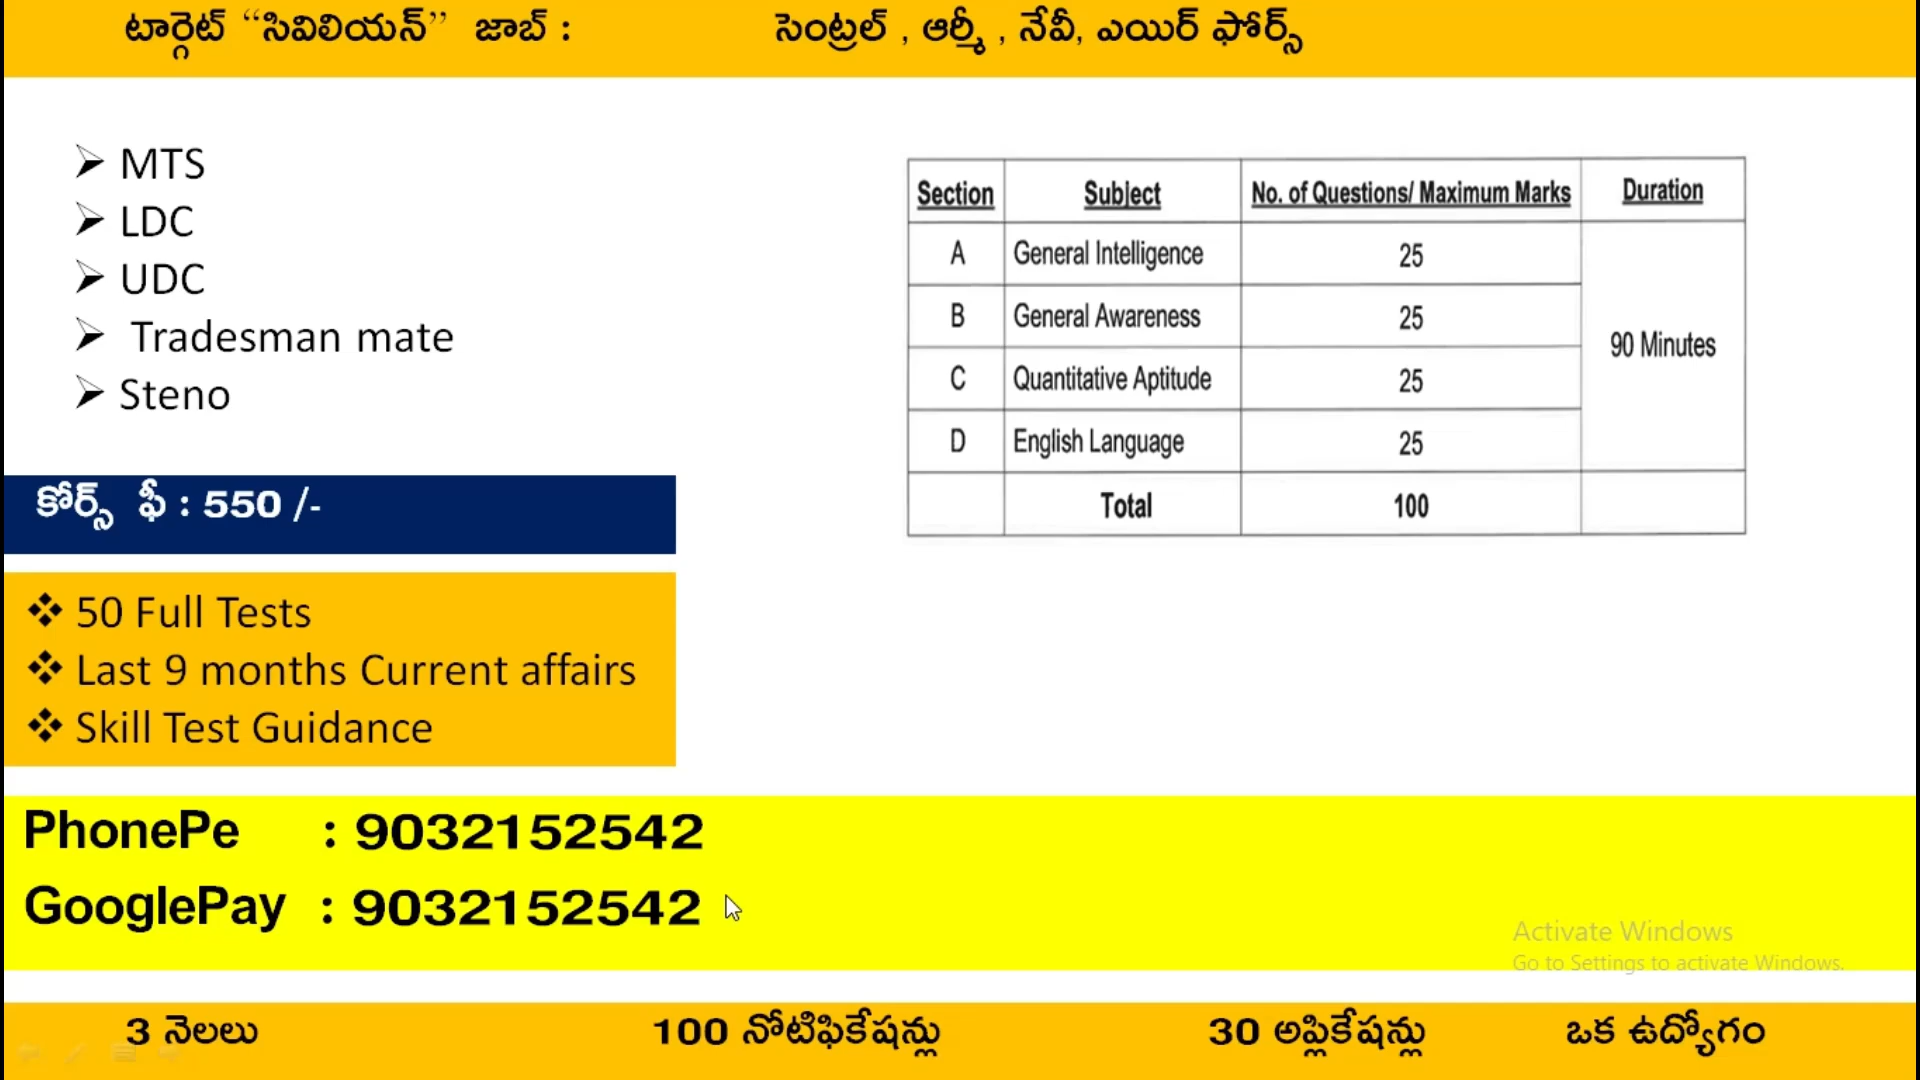 టార్గెట్ “సివిలియన్” జాబ్ : సెంట్రల్ , ఆర్మీ , నేవీ, ఎయిర్ ఫోర్స్
➢ MTS
➢ LDC
➢ UDC
➢ Tradesman mate
➢ Steno
Section Subject No. of Questions/ Maximum Marks Duration
A General Intelligence 25
B General Awareness 25
90 Minutes
C Quantitative Aptitude 25
D English Language 25
Total 100
కోర్స్ ఫీ : 550 /-
❖ 50 Full Tests
❖ Last 9 months Current affairs
❖ Skill Test Guidance
PhonePe : 9032152542
GooglePay : 9032152542
Activate Windows
Go to Settings to activate Windows.
3 నెలలు 100 నోటిఫికేషన్లు 30 అప్లికేషన్లు ఒక ఉద్యోగం